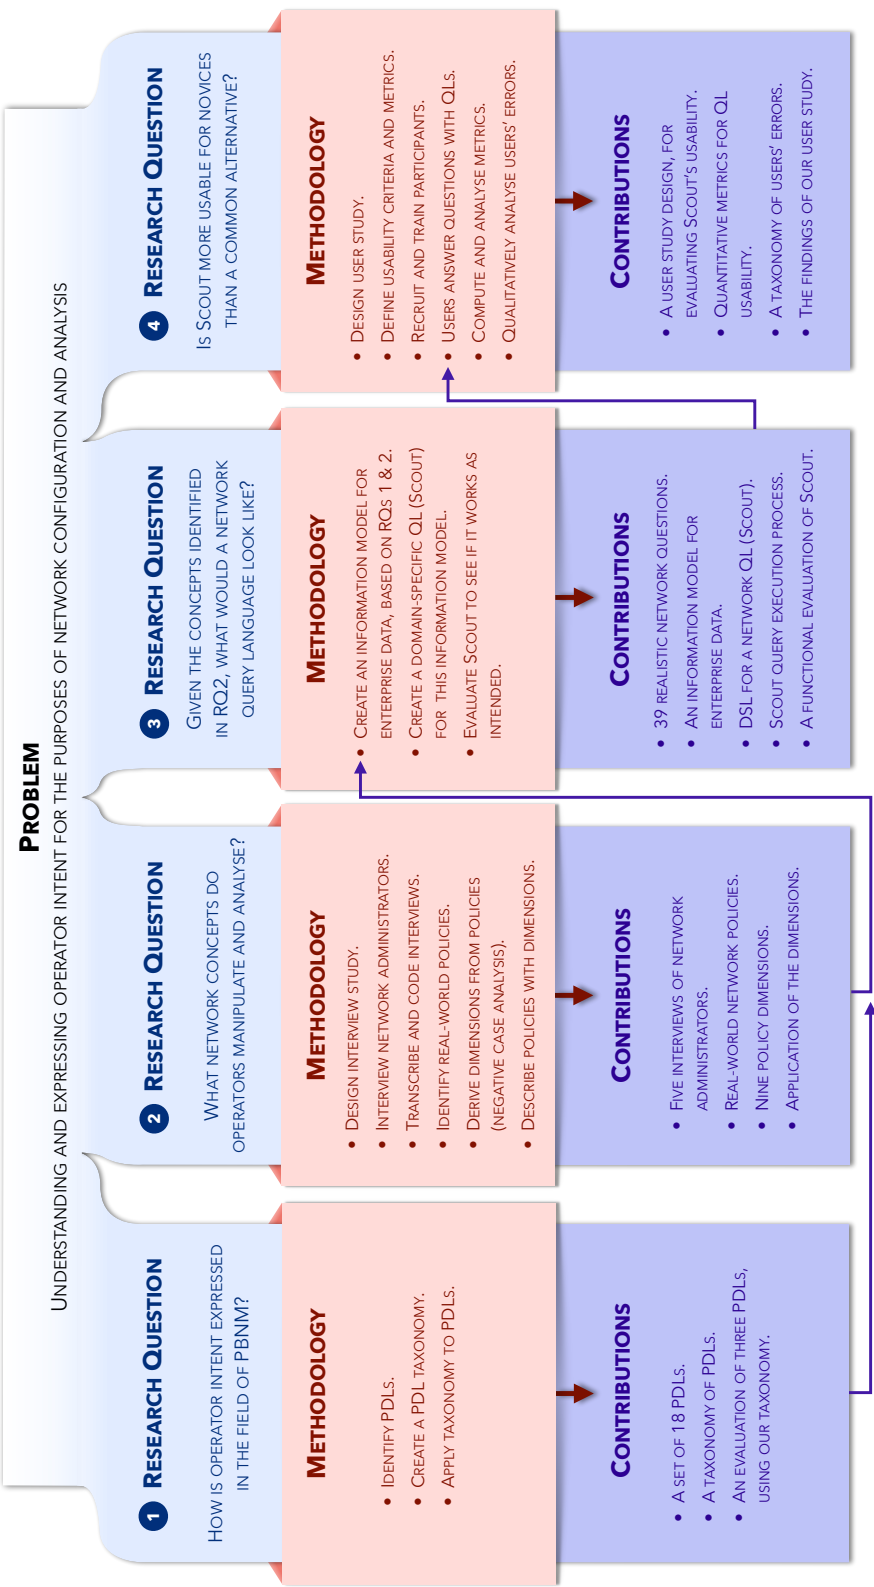 PROBLEM
UNDERSTANDING AND EXPRESSING OPERATOR INTENT FOR THE PURPOSES OF NETWORK CONFIGURATION AND ANALYSIS
1 RESEARCH QUESTION
HOW IS OPERATOR INTENT EXPRESSED
IN THE FIELD OF PBNM?
METHODOLOGY
• IDENTIFY PDLS.
• CREATE A PDL TAXONOMY.
• APPLY TAXONOMY TO PDLS.
CONTRIBUTIONS
• A SET OF 18 PDLS.
• A TAXONOMY OF PDLS.
• AN EVALUATION OF THREE PDLS,
USING OUR TAXONOMY.
2 RESEARCH QUESTION
WHAT NETWORK CONCEPTS DO
OPERATORS MANIPULATE AND ANALYSE?
METHODOLOGY
• DESIGN INTERVIEW STUDY.
• INTERVIEW NETWORK ADMINISTRATORS.
• TRANSCRIBE AND CODE INTERVIEWS.
• IDENTIFY REAL-WORLD POLICIES.
• DERIVE DIMENSIONS FROM POLICIES
(NEGATIVE CASE ANALYSIS).
• DESCRIBE POLICIES WITH DIMENSIONS.
CONTRIBUTIONS
• FIVE INTERVIEWS OF NETWORK
ADMINISTRATORS.
• REAL-WORLD NETWORK POLICIES.
• NINE POLICY DIMENSIONS.
• APPLICATION OF THE DIMENSIONS.
3 RESEARCH QUESTION
GIVEN THE CONCEPTS IDENTIFIED
IN RQ2, WHAT WOULD A NETWORK
QUERY LANGUAGE LOOK LIKE?
METHODOLOGY
• CREATE AN INFORMATION MODEL FOR
ENTERPRISE DATA, BASED ON RQS 1 & 2.
• CREATE A DOMAIN-SPECIFIC QL (SCOUT)
FOR THIS INFORMATION MODEL.
• EVALUATE SCOUT TO SEE IF IT WORKS AS
INTENDED.
CONTRIBUTIONS
• 39 REALISTIC NETWORK QUESTIONS.
• AN INFORMATION MODEL FOR
ENTERPRISE DATA.
• DSL FOR A NETWORK QL (SCOUT).
• SCOUT QUERY EXECUTION PROCESS.
• A FUNCTIONAL EVALUATION OF SCOUT.
4 RESEARCH QUESTION
IS SCOUT MORE USABLE FOR NOVICES
THAN A COMMON ALTERNATIVE?
METHODOLOGY
• DESIGN USER STUDY.
• DEFINE USABILITY CRITERIA AND METRICS.
• RECRUIT AND TRAIN PARTICIPANTS.
• USERS ANSWER QUESTIONS WITH QLS.
• COMPUTE AND ANALYSE METRICS.
• QUALITATIVELY ANALYSE USERS' ERRORS.
CONTRIBUTIONS
• A USER STUDY DESIGN, FOR
EVALUATING SCOUT'S USABILITY.
• QUANTITATIVE METRICS FOR QL
USABILITY.
• A TAXONOMY OF USERS' ERRORS.
• THE FINDINGS OF OUR USER STUDY.